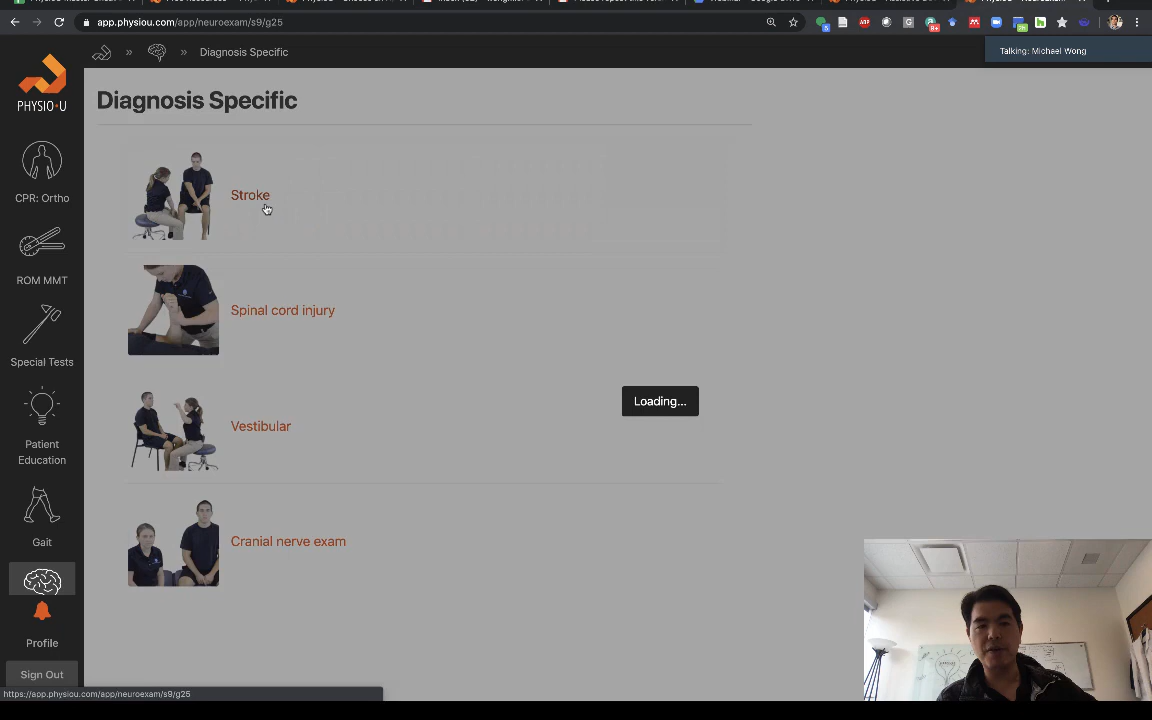 app.physiou.com/app/neuroexam/s9/g25
Diagnosis Specific
Talking: Michael Wong
PHYSIO-U
Diagnosis Specific
CPR: Ortho
Stroke
ROM MMT
Spinal cord injury
Special Tests
Loading...
Patient
Education
Vestibular
Gait
Cranial nerve exam
Profile
Sign Out
https://app.physiou.com/app/neuroexam/s9/g25